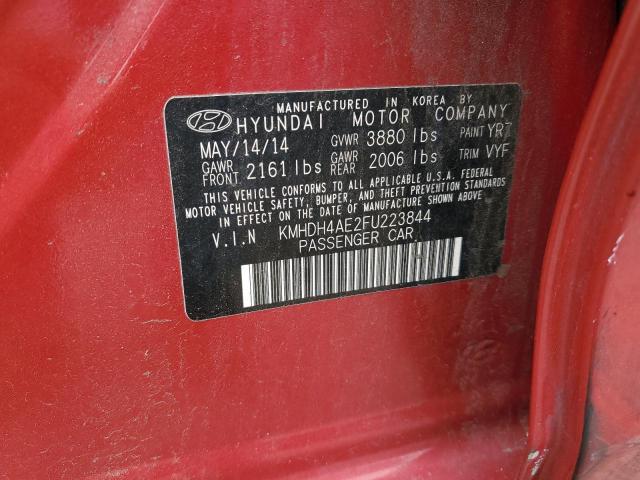 MANUFACTURED IN KOREA BY
HYUNDAI MOTOR COMPANY
MAY/14/14 GVWR 3880 lbs PAINT YR7
GAWR FRONT 2161 lbs GAWR REAR 2006 lbs TRIM VYF
THIS VEHICLE CONFORMS TO ALL APPLICABLE U.S.A. FEDERAL
MOTOR VEHICLE SAFETY, BUMPER, AND THEFT PREVENTION STANDARDS
IN EFFECT ON THE DATE OF MANUFACTURE SHOWN ABOVE
V.I.N KMHDH4AE2FU223844
PASSENGER CAR